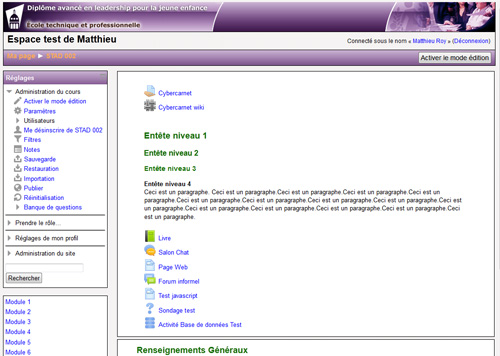 Diplôme avancé en leadership pour la jeune enfance
École technique et professionnelle
Espace test de Matthieu
Connecté sous le nom « Matthieu Roy » (Déconnexion)
Ma page ► STAD 002
Activer le mode édition
Réglages
Administration du cours
Activer le mode édition
Paramètres
Utilisateurs
Me désinscrire de STAD 002
Filtres
Notes
Sauvegarde
Restauration
Importation
Publier
Réinitialisation
Banque de questions
Prendre le rôle...
Réglages de mon profil
Administration du site
Rechercher
Module 1
Module 2
Module 3
Module 4
Module 5
Module 6
Cybercarnet
Cybercarnet wiki
Entête niveau 1
Entête niveau 2
Entête niveau 3
Entête niveau 4
Ceci est un paragraphe. Ceci est un paragraphe.Ceci est un paragraphe.Ceci est un paragraphe.Ceci est un
paragraphe.Ceci est un paragraphe.Ceci est un paragraphe.Ceci est un paragraphe.Ceci est un paragraphe.Ceci est
un paragraphe.Ceci est un paragraphe.Ceci est un paragraphe.Ceci est un paragraphe.Ceci est un paragraphe.Ceci
est un paragraphe.
Livre
Salon Chat
Page Web
Forum informel
Test javascript
Sondage test
Activité Base de données Test
Renseignements Généraux